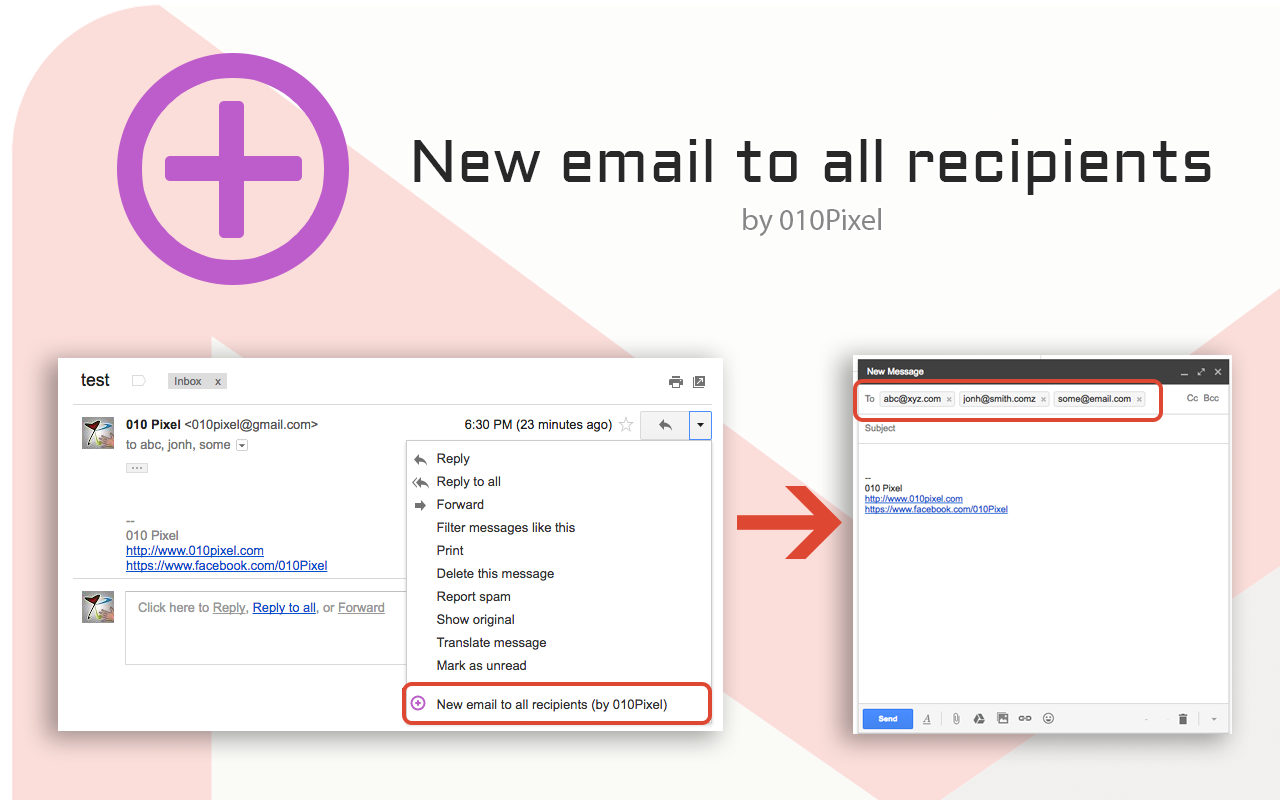 New email to all recipients
by 010Pixel
test
Inbox x
010 Pixel <010pixel@gmail.com>
6:30 PM (23 minutes ago)
to abc, jonh, some
--
010 Pixel
http://www.010pixel.com
https://www.facebook.com/010Pixel
Click here to Reply, Reply to all, or Forward
Reply
Reply to all
Forward
Filter messages like this
Print
Delete this message
Report spam
Show original
Translate message
Mark as unread
New email to all recipients (by 010Pixel)
New Message
To abc@xyz.com × jonh@smith.comz × some@email.com × Cc Bcc
Subject
--
010 Pixel
http://www.010pixel.com
https://www.facebook.com/010Pixel
Send A